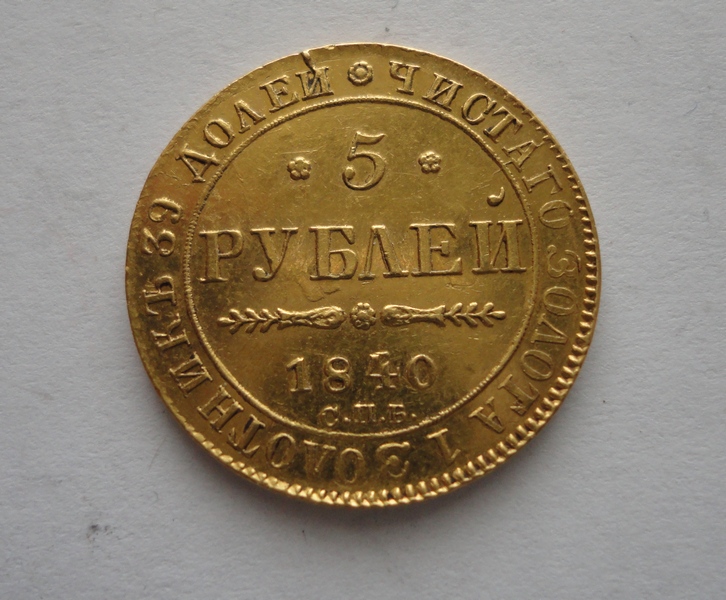 ЧИСТАГО ЗОЛОТА 1 ЗОЛОТНИКЪ 39 ДОЛЕЙ
5
РУБЛЕЙ
1840
С.П.Б.